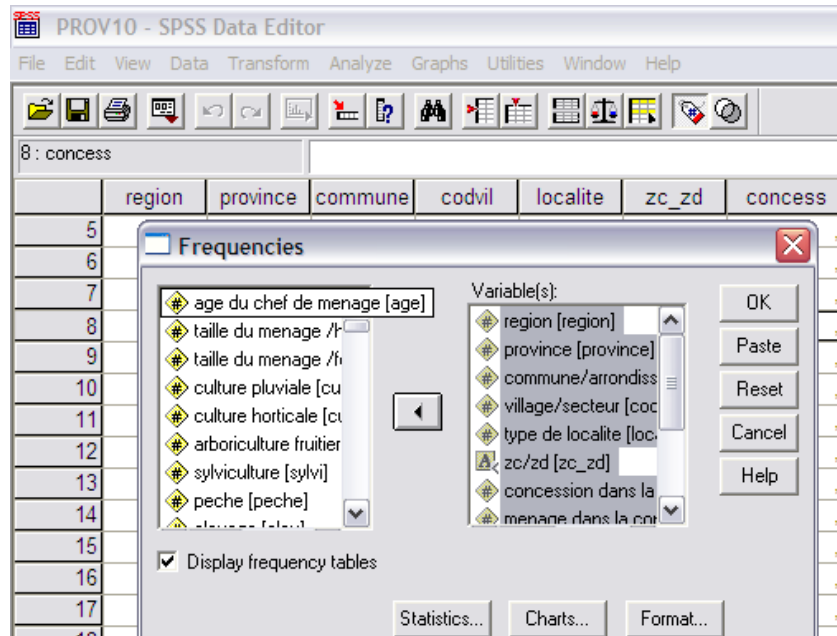 PROV10 - SPSS Data Editor
File Edit View Data Transform Analyze Graphs Utilities Window Help
8 : concess
region province commune codvil localite zc_zd concess
5
6
7
8
9
10
11
12
13
14
15
16
17
Frequencies
age du chef de menage [age]
taille du menage /h
taille du menage /f
culture pluviale [cu
culture horticale [cu
arboriculture fruitier
sylviculture [sylvi]
peche [peche]
Variable(s):
region [region]
province [province]
commune/arrondiss
village/secteur [coc
type de localite [loc
zc/zd [zc_zd]
concession dans la
menage dans la cor
OK
Paste
Reset
Cancel
Help
Display frequency tables
Statistics... Charts... Format...